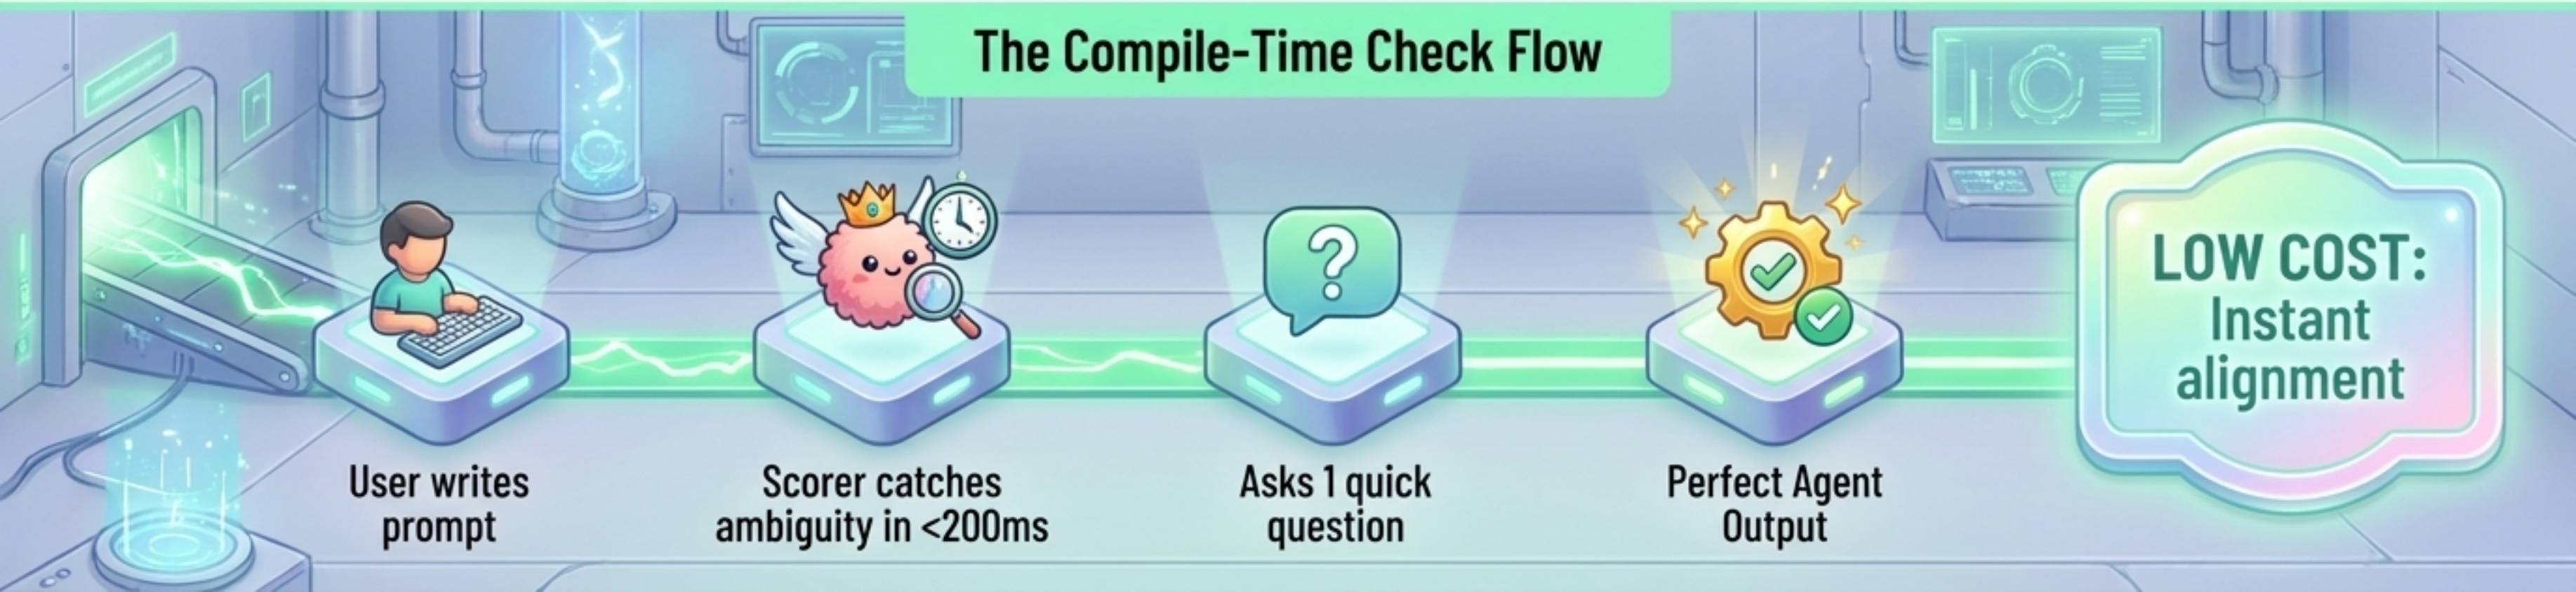 The Compile-Time Check Flow
User writes
prompt
Scorer catches
ambiguity in <200ms
Asks 1 quick
question
Perfect Agent
Output
LOW COST:
Instant
alignment